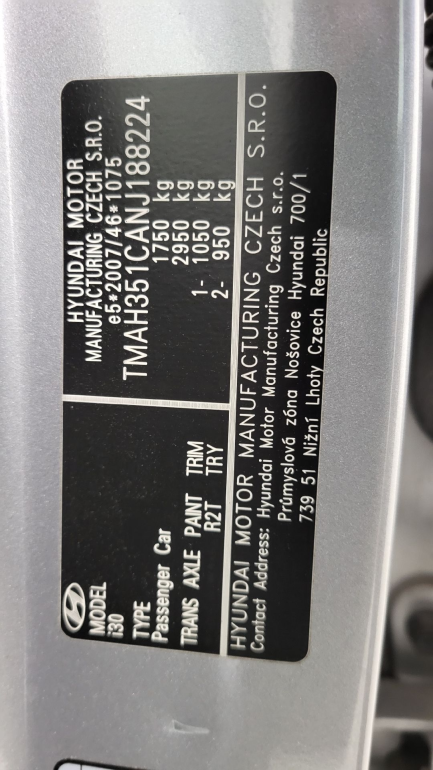 MODEL
i30
TYPE
Passenger Car
TRANS AXLE PAINT TRIM
R2T TRY
HYUNDAI MOTOR
MANUFACTURING CZECH S.R.O.
e5*2007/46*1075
TMAH351CANJ188224
1750 kg
2950 kg
1- 1050 kg
2- 950 kg
HYUNDAI MOTOR MANUFACTURING CZECH S.R.O.
Contact Address: Hyundai Motor Manufacturing Czech s.r.o.
Průmyslová zóna Nošovice Hyundai 700/1
739 51 Nižní Lhoty Czech Republic